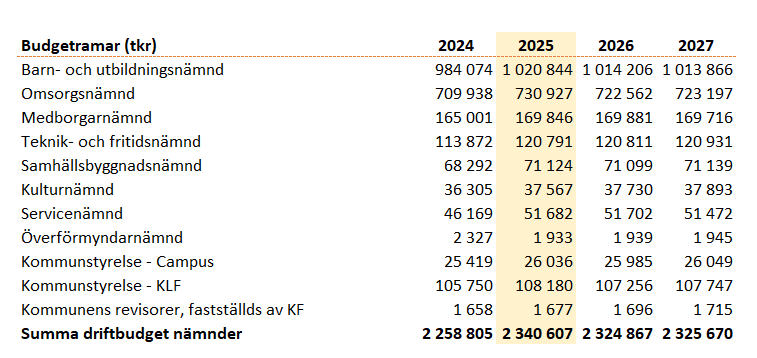 Budgetramar (tkr) 2024 2025 2026 2027
Barn- och utbildningsnämnd 984 074 1 020 844 1 014 206 1 013 866
Omsorgsnämnd 709 938 730 927 722 562 723 197
Medborgarnämnd 165 001 169 846 169 881 169 716
Teknik- och fritidsnämnd 113 872 120 791 120 811 120 931
Samhällsbyggnadsnämnd 68 292 71 124 71 099 71 139
Kulturnämnd 36 305 37 567 37 730 37 893
Servicenämnd 46 169 51 682 51 702 51 472
Överförmyndarnämnd 2 327 1 933 1 939 1 945
Kommunstyrelse - Campus 25 419 26 036 25 985 26 049
Kommunstyrelse - KLF 105 750 108 180 107 256 107 747
Kommunens revisorer, fastställds av KF 1 658 1 677 1 696 1 715
Summa driftbudget nämnder 2 258 805 2 340 607 2 324 867 2 325 670